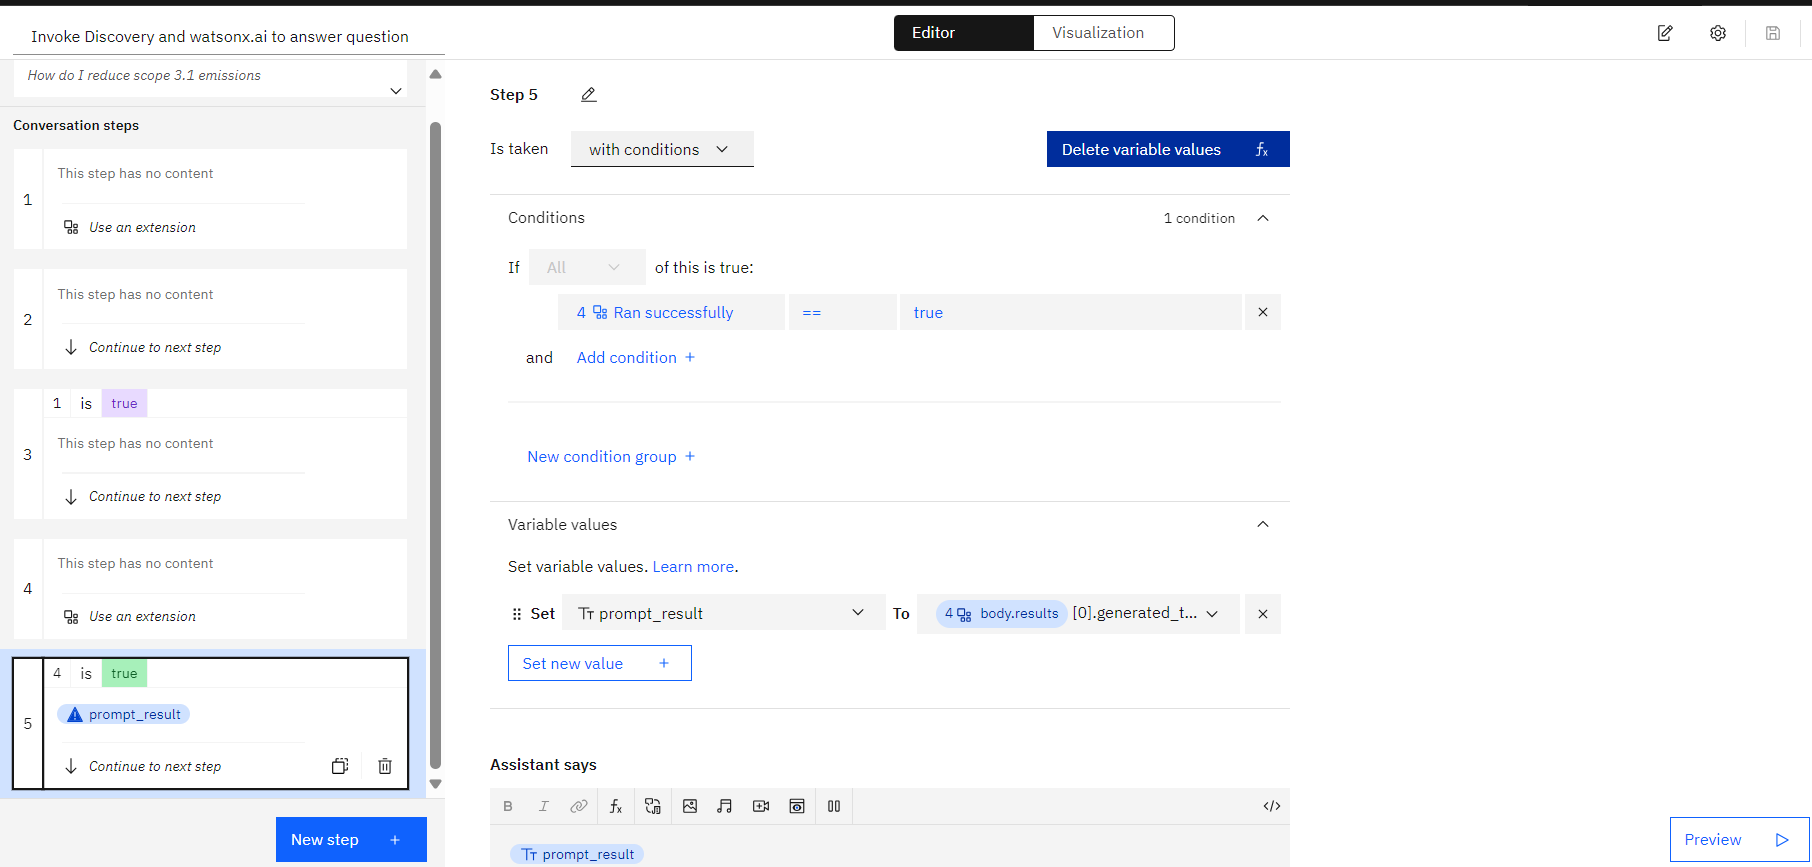 Invoke Discovery and watsonx.ai to answer question
Editor
Visualization
How do I reduce scope 3.1 emissions
Conversation steps
1
This step has no content
Use an extension
2
This step has no content
Continue to next step
3
1 is true
This step has no content
Continue to next step
4
This step has no content
Use an extension
5
4 is true
prompt_result
Continue to next step
New step +
Step 5
Is taken with conditions
Delete variable values fx
Conditions
1 condition
If All of this is true:
4 Ran successfully == true ×
and Add condition +
New condition group +
Variable values
Set variable values. Learn more.
Set Tт prompt_result To 4 body.results [0].generated_t... ×
Set new value +
Assistant says
B I fx </>
Tт prompt_result
Preview